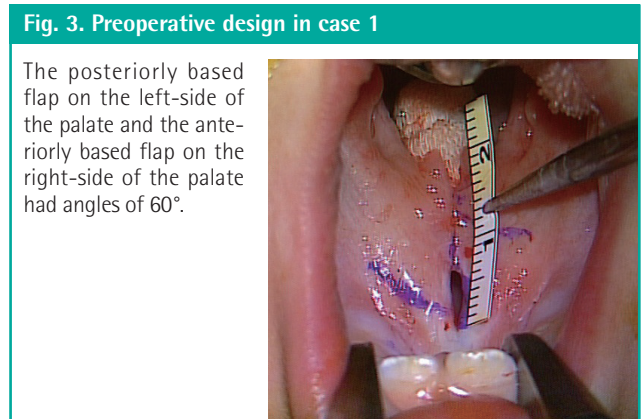 Fig. 3. Preoperative design in case 1
The posteriorly based
flap on the left-side of
the palate and the ante-
riorly based flap on the
right-side of the palate
had angles of 60°.
2
1